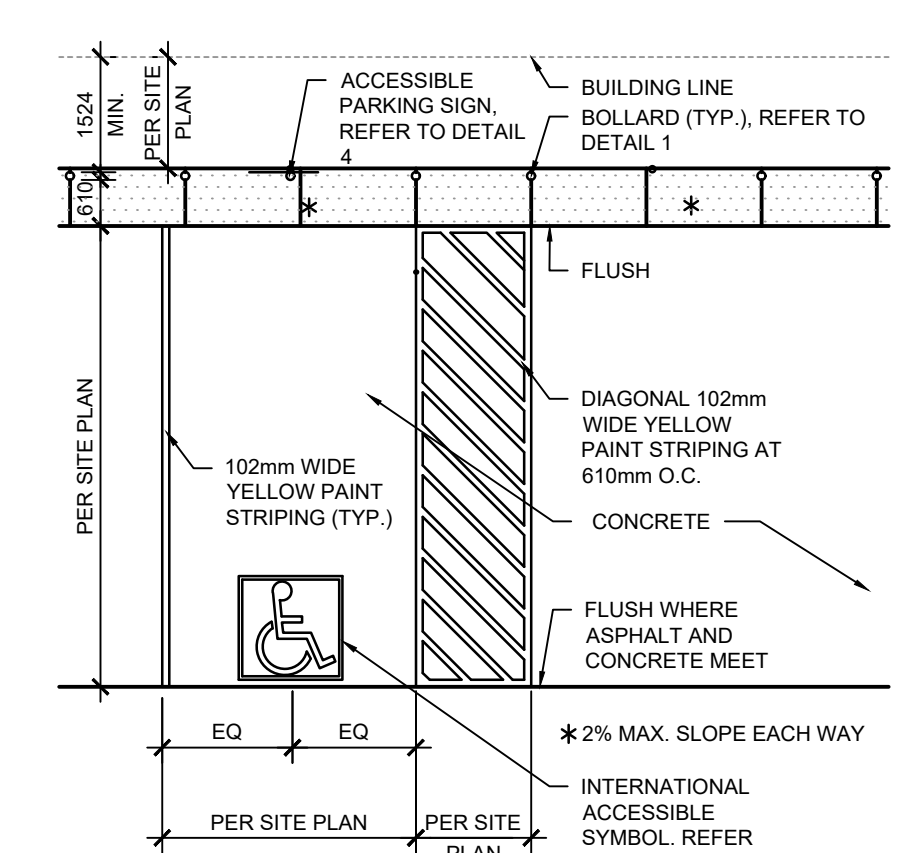 1524
MIN.
PER SITE
PLAN
ACCESSIBLE
PARKING SIGN,
REFER TO DETAIL
4
BUILDING LINE
BOLLARD (TYP.), REFER TO
DETAIL 1
610
FLUSH
PER SITE PLAN
DIAGONAL 102mm
WIDE YELLOW
PAINT STRIPING AT
610mm O.C.
102mm WIDE
YELLOW PAINT
STRIPING (TYP.)
CONCRETE
FLUSH WHERE
ASPHALT AND
CONCRETE MEET
EQ
EQ
2% MAX. SLOPE EACH WAY
INTERNATIONAL
ACCESSIBLE
SYMBOL. REFER
PER SITE PLAN
PER SITE
PLAN